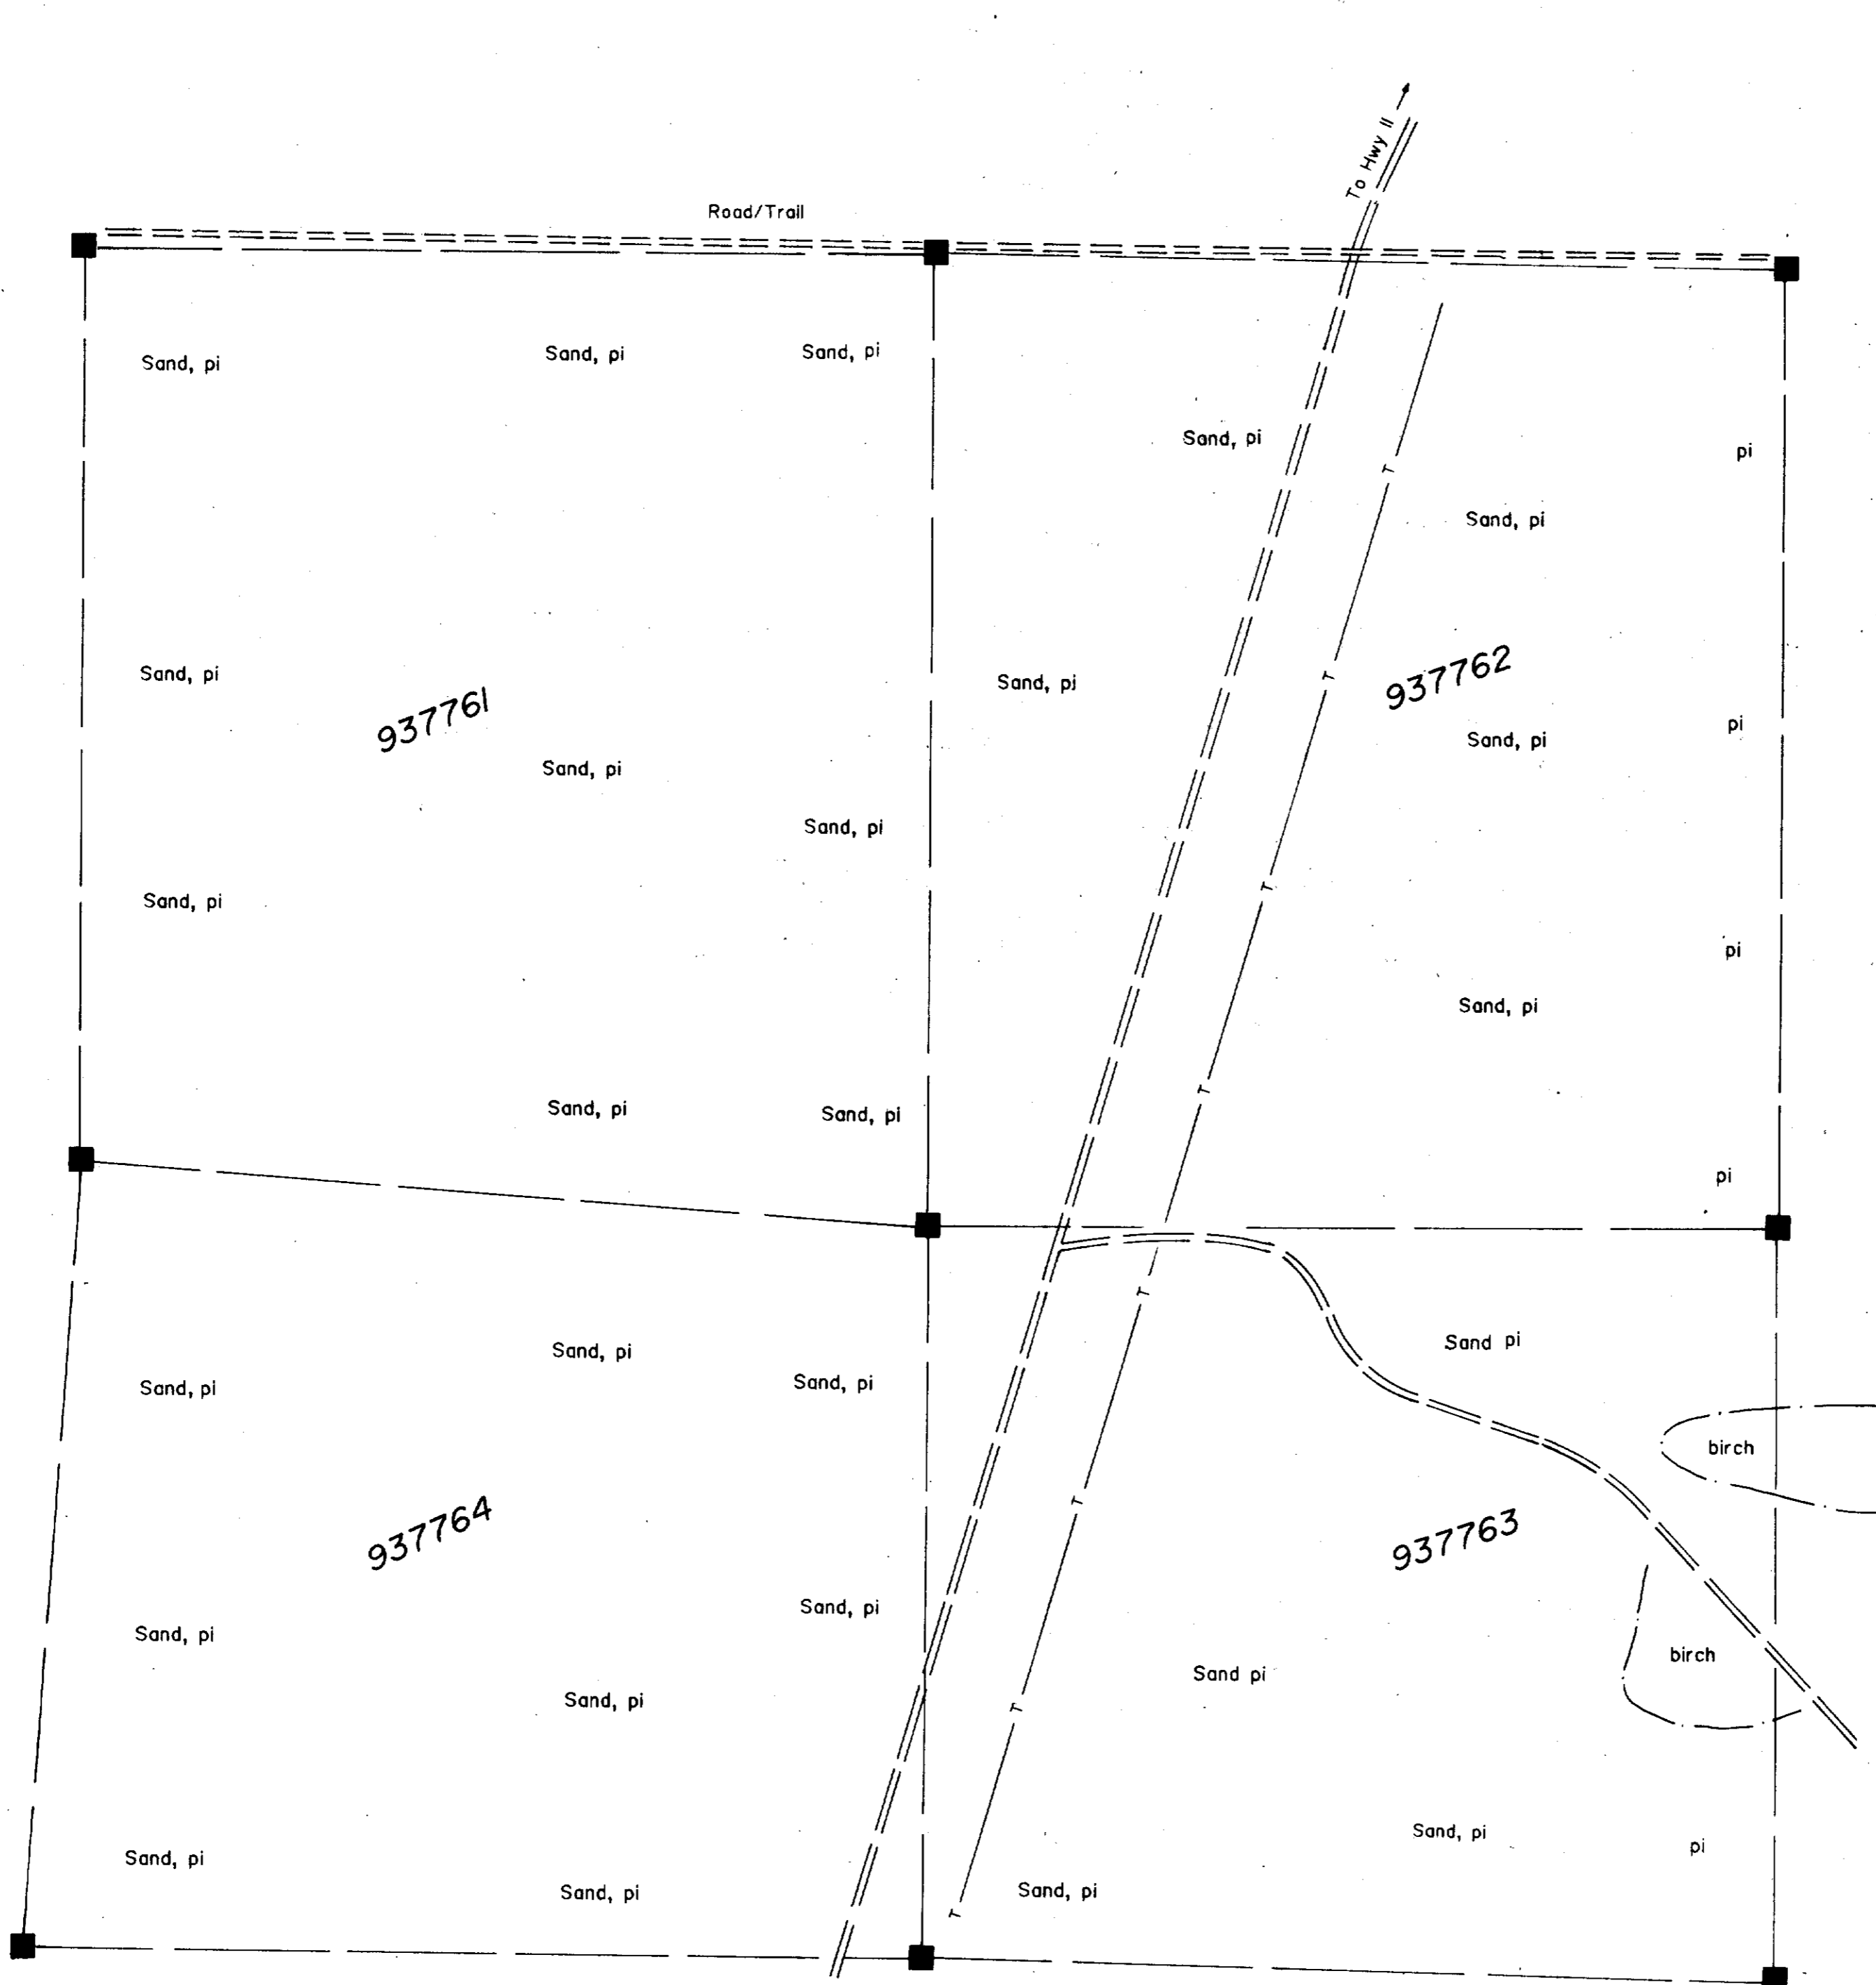 To Hwy 11
Road/Trail
Sand, pi
Sand, pi
Sand, pi
Sand, pi
pi
Sand, pi
Sand, pi
937761
Sand, pi
937762
Sand, pi
pi
Sand, pi
Sand, pi
Sand, pi
pi
Sand, pi
Sand, pi
Sand, pi
pi
Sand pi
Sand, pi
Sand, pi
Sand, pi
birch
937764
937763
Sand, pi
Sand, pi
birch
Sand pi
Sand, pi
Sand, pi
pi
Sand, pi
Sand, pi
Sand, pi
T
T
T
T
T
T
T
T